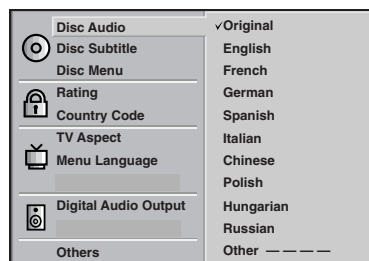 Disc Audio
Disc Subtitle
Disc Menu
Rating
Country Code
TV Aspect
Menu Language
Digital Audio Output
Others
✓Original
English
French
German
Spanish
Italian
Chinese
Polish
Hungarian
Russian
Other — — — —